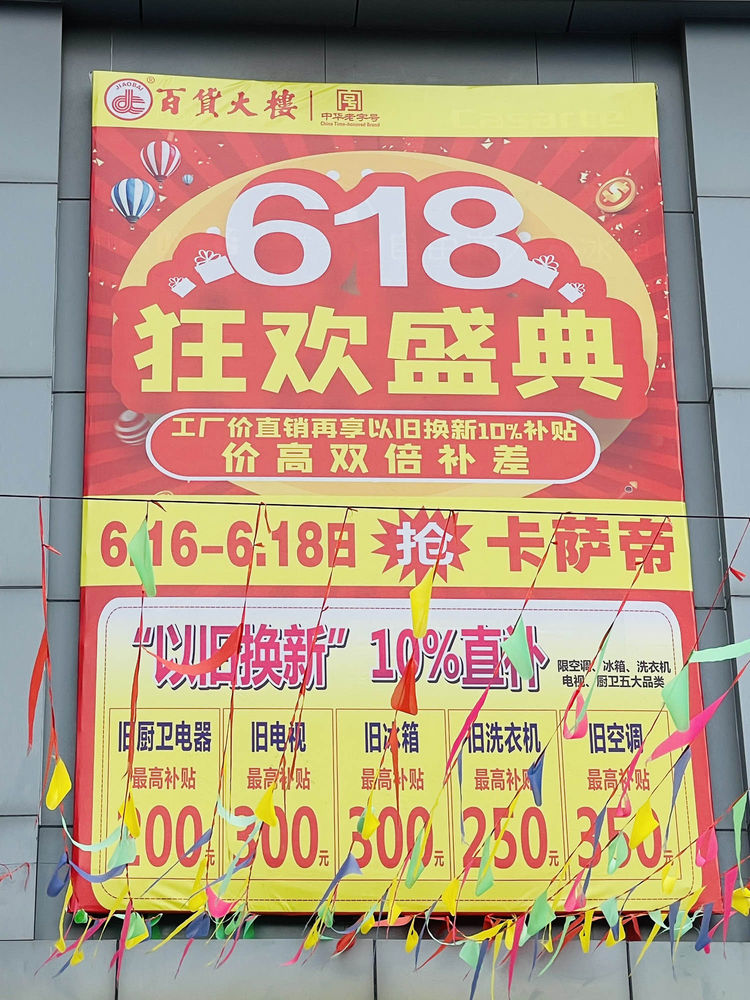 JIAOBAI
®
百货大楼
中华老字号
China Time-honored Brand
Casarte
618
狂欢盛典
工厂价直销再享以旧换新10%补贴
价高双倍补差
6.16-6.18日 抢 卡萨帝
“以旧换新” 10%直补
限空调、冰箱、洗衣机
电视、厨卫五大品类
旧厨卫电器 旧电视 旧冰箱 旧洗衣机 旧空调
最高补贴 最高补贴 最高补贴 最高补贴 最高补贴
200元 300元 300元 250元 350元